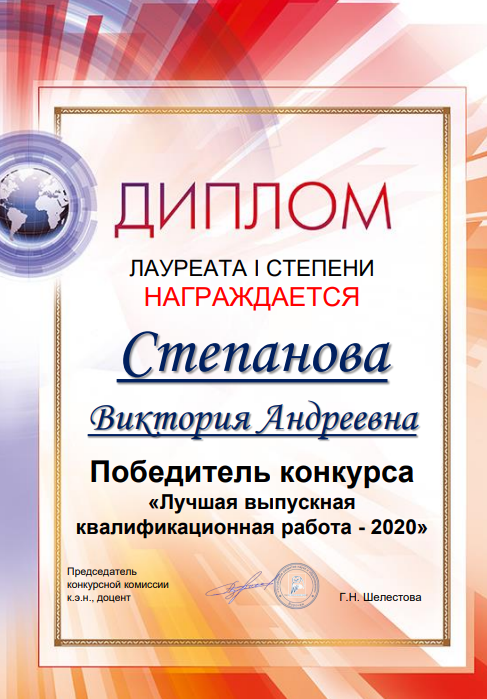 ДИПЛОМ
ЛАУРЕАТА I СТЕПЕНИ
НАГРАЖДАЕТСЯ
Степанова
Виктория Андреевна
Победитель конкурса
«Лучшая выпускная
квалификационная работа - 2020»
Председатель
конкурсной комиссии
к.э.н., доцент
Г.Н. Шелестова